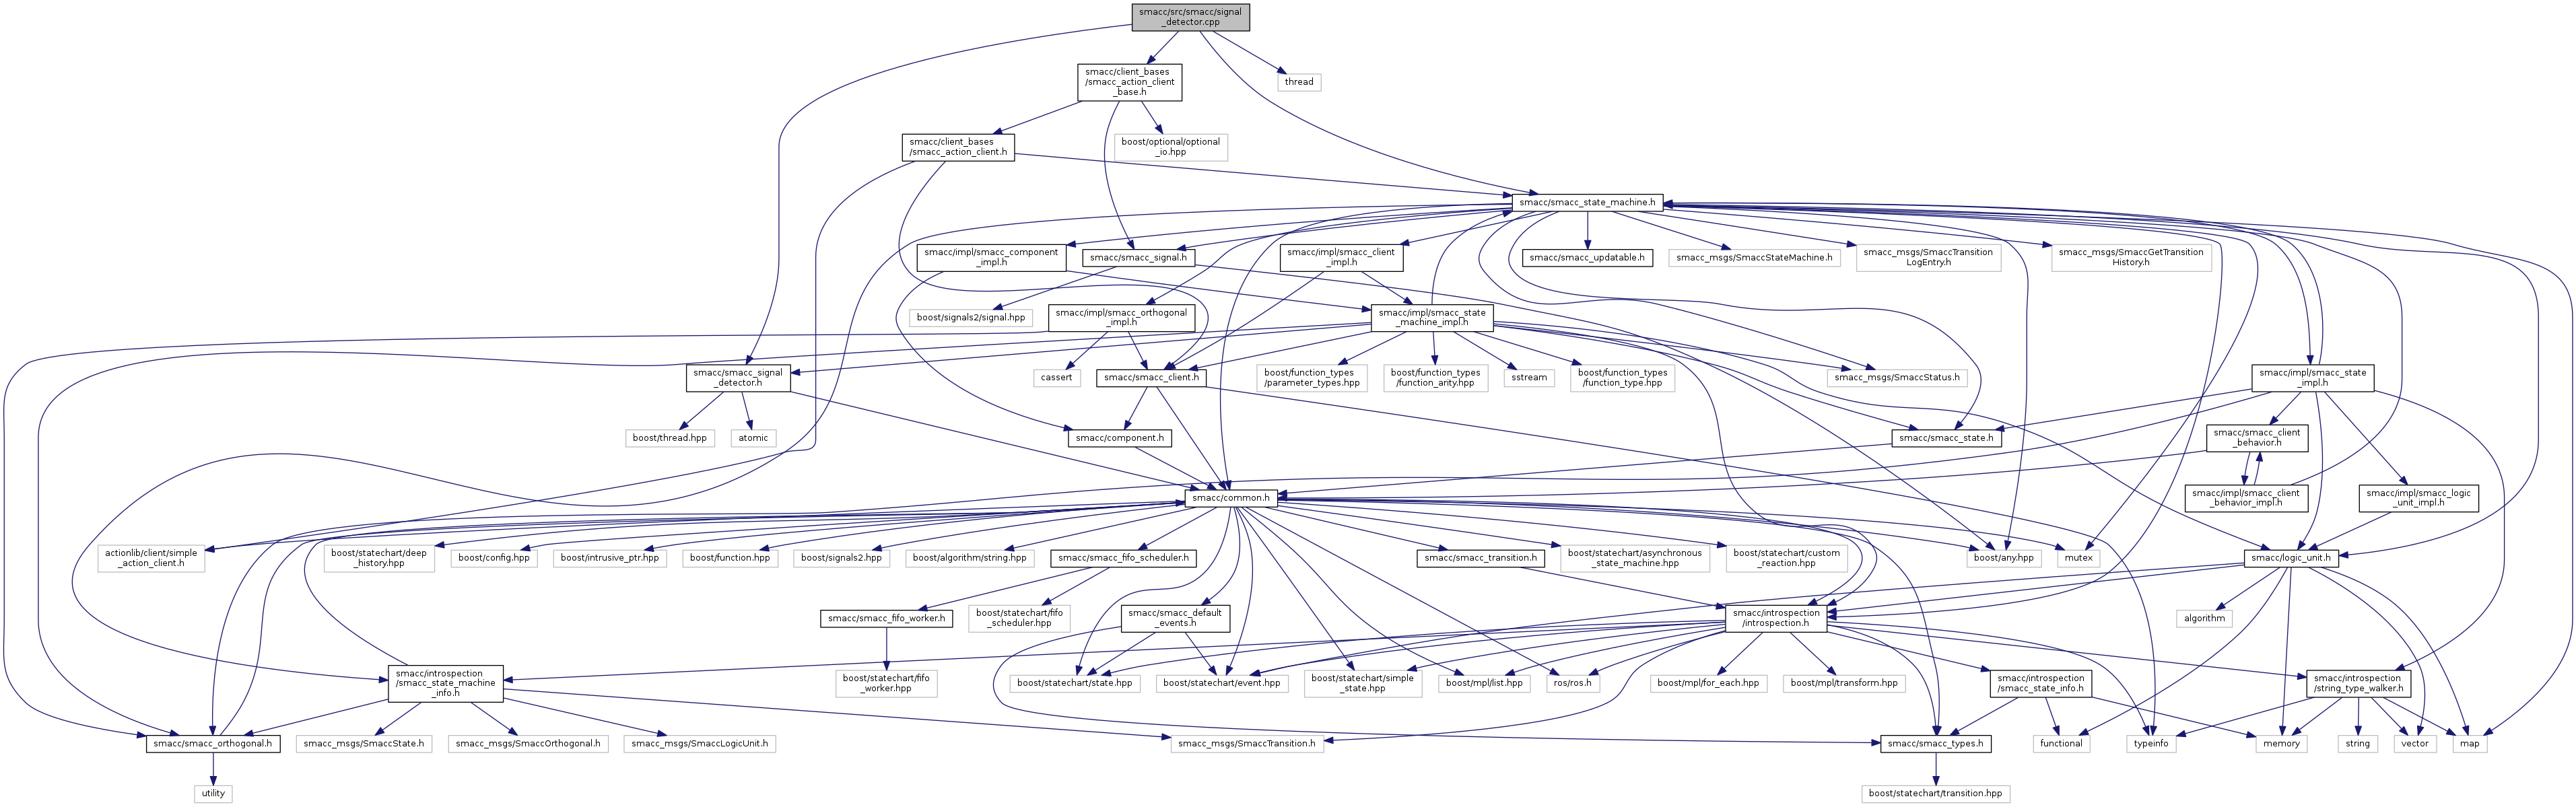 smacc/src/smacc/signal
_detector.cpp
smacc/client_bases
/smacc_action_client
_base.h
thread
smacc/client_bases
/smacc_action_client.h
boost/optional/optional
_io.hpp
smacc/smacc_state_machine.h
smacc/impl/smacc_component
_impl.h
smacc/smacc_signal.h
smacc/impl/smacc_client
_impl.h
smacc/smacc_updatable.h
smacc_msgs/SmaccStateMachine.h
smacc_msgs/SmaccTransition
LogEntry.h
smacc_msgs/SmaccGetTransition
History.h
boost/signals2/signal.hpp
smacc/impl/smacc_orthogonal
_impl.h
smacc/impl/smacc_state
_machine_impl.h
smacc/smacc_signal
_detector.h
cassert
smacc/smacc_client.h
boost/function_types
/parameter_types.hpp
boost/function_types
/function_arity.hpp
sstream
boost/function_types
/function_type.hpp
smacc_msgs/SmaccStatus.h
smacc/impl/smacc_state
_impl.h
boost/thread.hpp
atomic
smacc/component.h
smacc/smacc_state.h
smacc/smacc_client
_behavior.h
smacc/common.h
smacc/impl/smacc_client
_behavior_impl.h
smacc/impl/smacc_logic
_unit_impl.h
actionlib/client/simple
_action_client.h
boost/statechart/deep
_history.hpp
boost/config.hpp
boost/intrusive_ptr.hpp
boost/function.hpp
boost/signals2.hpp
boost/algorithm/string.hpp
smacc/smacc_fifo_scheduler.h
smacc/smacc_transition.h
boost/statechart/asynchronous
_state_machine.hpp
boost/statechart/custom
_reaction.hpp
boost/any.hpp
mutex
smacc/logic_unit.h
smacc/smacc_fifo_worker.h
boost/statechart/fifo
_scheduler.hpp
smacc/smacc_default
_events.h
smacc/introspection
/introspection.h
algorithm
smacc/introspection
/smacc_state_machine
_info.h
boost/statechart/fifo
_worker.hpp
boost/statechart/state.hpp
boost/statechart/event.hpp
boost/statechart/simple
_state.hpp
boost/mpl/list.hpp
ros/ros.h
boost/mpl/for_each.hpp
boost/mpl/transform.hpp
smacc/introspection
/smacc_state_info.h
smacc/introspection
/string_type_walker.h
smacc/smacc_orthogonal.h
smacc_msgs/SmaccState.h
smacc_msgs/SmaccOrthogonal.h
smacc_msgs/SmaccLogicUnit.h
smacc_msgs/SmaccTransition.h
smacc/smacc_types.h
functional
typeinfo
memory
string
vector
map
utility
boost/statechart/transition.hpp